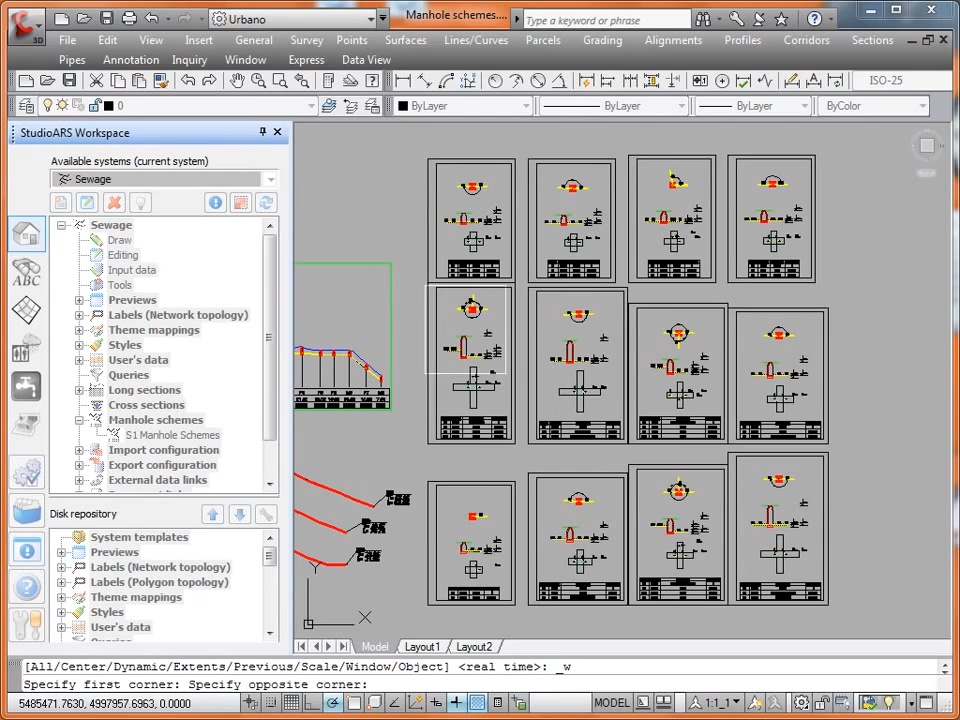 Urbano
Manhole schemes....
Type a keyword or phrase
3D
File Edit View Insert General Survey Points Surfaces Lines/Curves Parcels Grading Alignments Profiles Corridors Sections
Pipes Annotation Inquiry Window Express Data View
ISO-25
0
ByLayer
ByLayer
ByLayer
ByColor
StudioARS Workspace
Available systems (current system)
Sewage
Sewage
Draw
Editing
Input data
Tools
Previews
Labels (Network topology)
Theme mappings
Styles
User's data
Queries
Long sections
Cross sections
Manhole schemes
S1 Manhole Schemes
Import configuration
Export configuration
External data links
ABC
Disk repository
System templates
Previews
Labels (Network topology)
Labels (Polygon topology)
Theme mappings
Styles
User's data
Y
X
Model Layout1 Layout2
[All/Center/Dynamic/Extents/Previous/Scale/Window/Object] <real time>: _w
Specify first corner: Specify opposite corner:
5485471.7630, 4997957.6963, 0.0000
MODEL
1:1